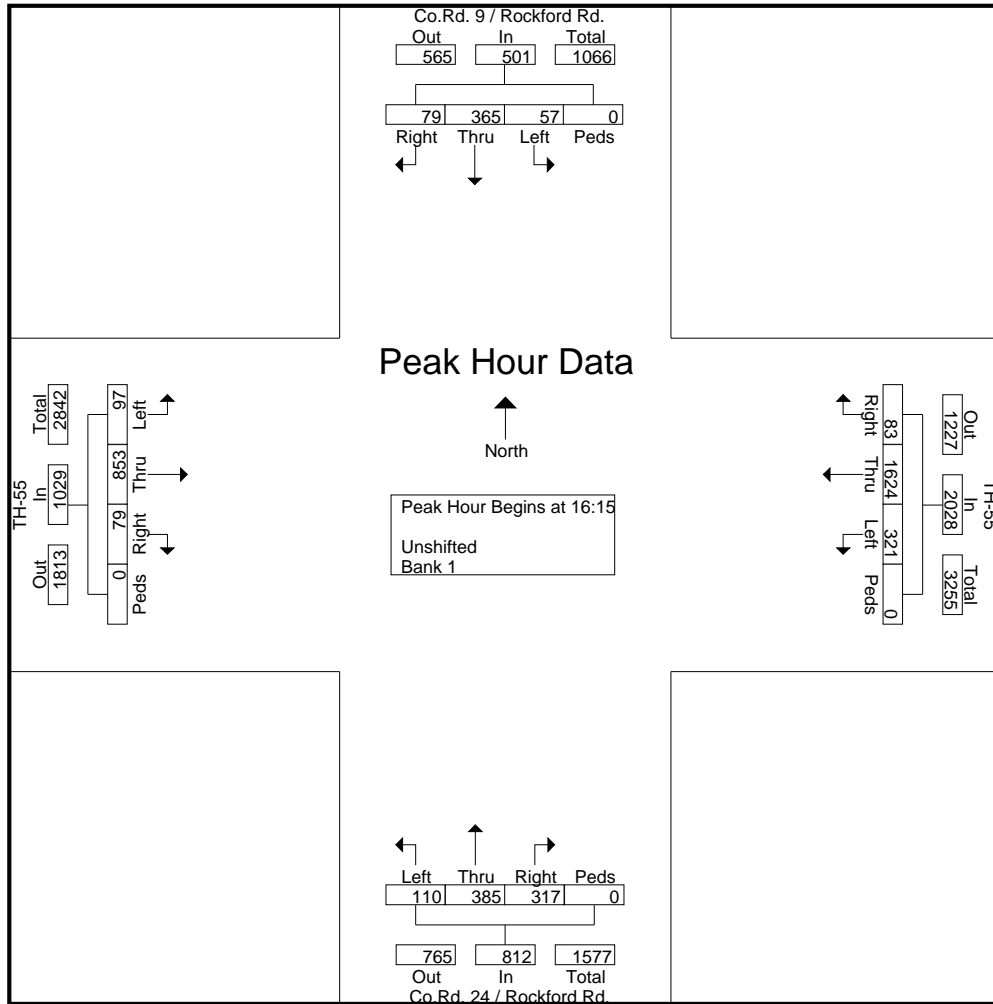 Co.Rd. 9 / Rockford Rd.
Out In Total
565 501 1066
79 365 57 0
Right Thru Left Peds
Peak Hour Data
North
Peak Hour Begins at 16:15
Unshifted
Bank 1
TH-55
Total In Out
2842 1029 1813
97 853 79 0
Left Thru Right Peds
TH-55
Out In Total
1227 2028 3255
Right Thru Left Peds
83 1624 321 0
Left Thru Right Peds
110 385 317 0
765 812 1577
Out In Total
Co.Rd. 24 / Rockford Rd.